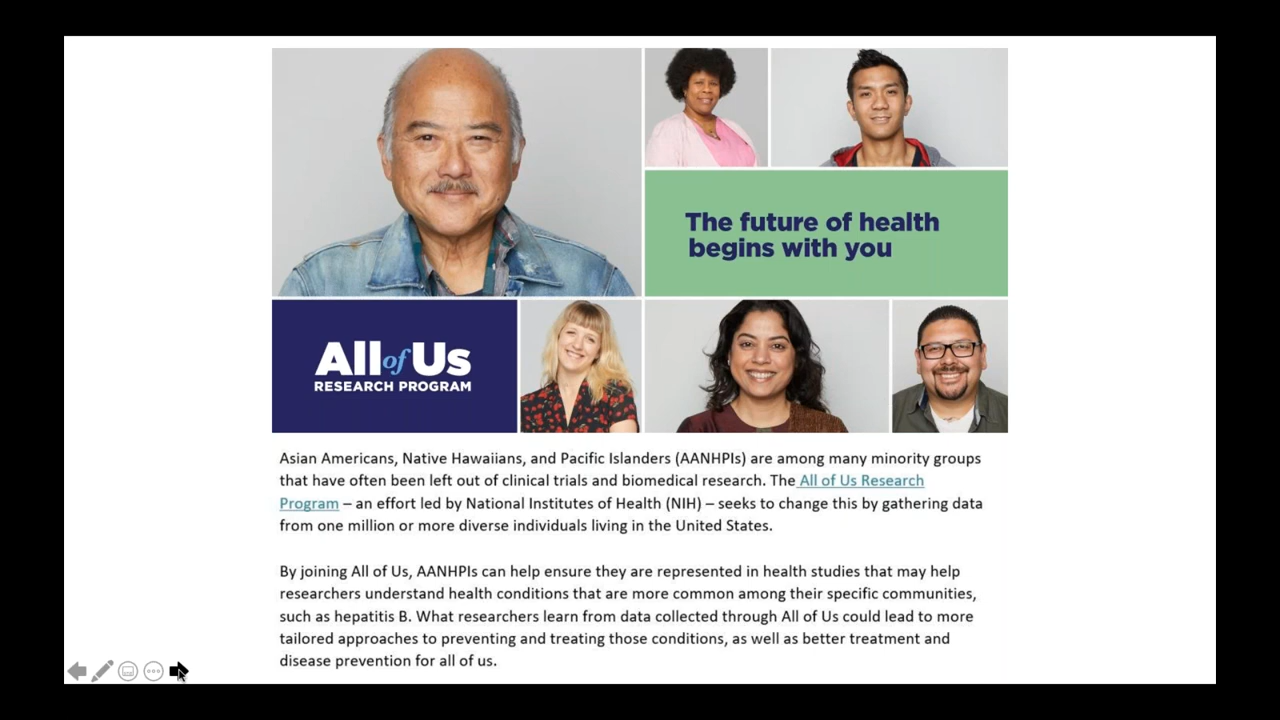 The future of health
begins with you
All of Us
RESEARCH PROGRAM
Asian Americans, Native Hawaiians, and Pacific Islanders (AANHPIs) are among many minority groups
that have often been left out of clinical trials and biomedical research. The All of Us Research
Program – an effort led by National Institutes of Health (NIH) – seeks to change this by gathering data
from one million or more diverse individuals living in the United States.
By joining All of Us, AANHPIs can help ensure they are represented in health studies that may help
researchers understand health conditions that are more common among their specific communities,
such as hepatitis B. What researchers learn from data collected through All of Us could lead to more
tailored approaches to preventing and treating those conditions, as well as better treatment and
disease prevention for all of us.